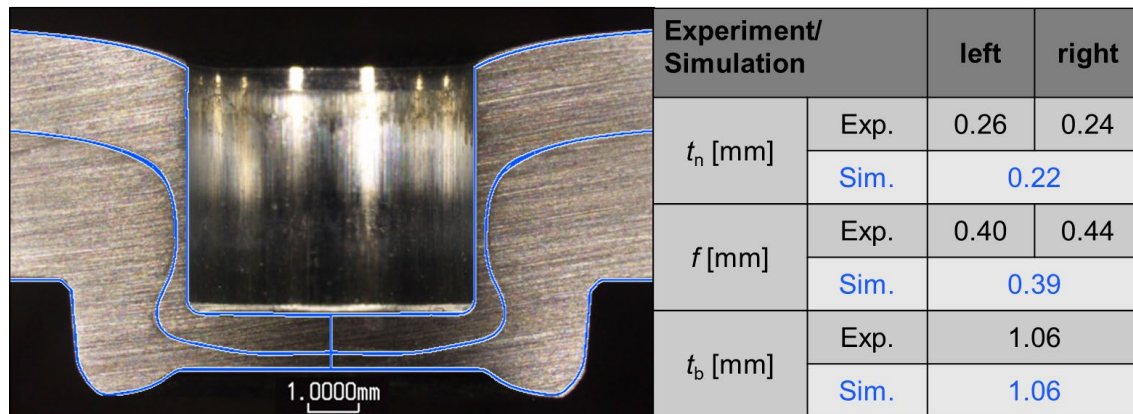 1.0000mm
Experiment/
Simulation left right
tn [mm] Exp. 0.26 0.24
Sim. 0.22
f [mm] Exp. 0.40 0.44
Sim. 0.39
tb [mm] Exp. 1.06
Sim. 1.06